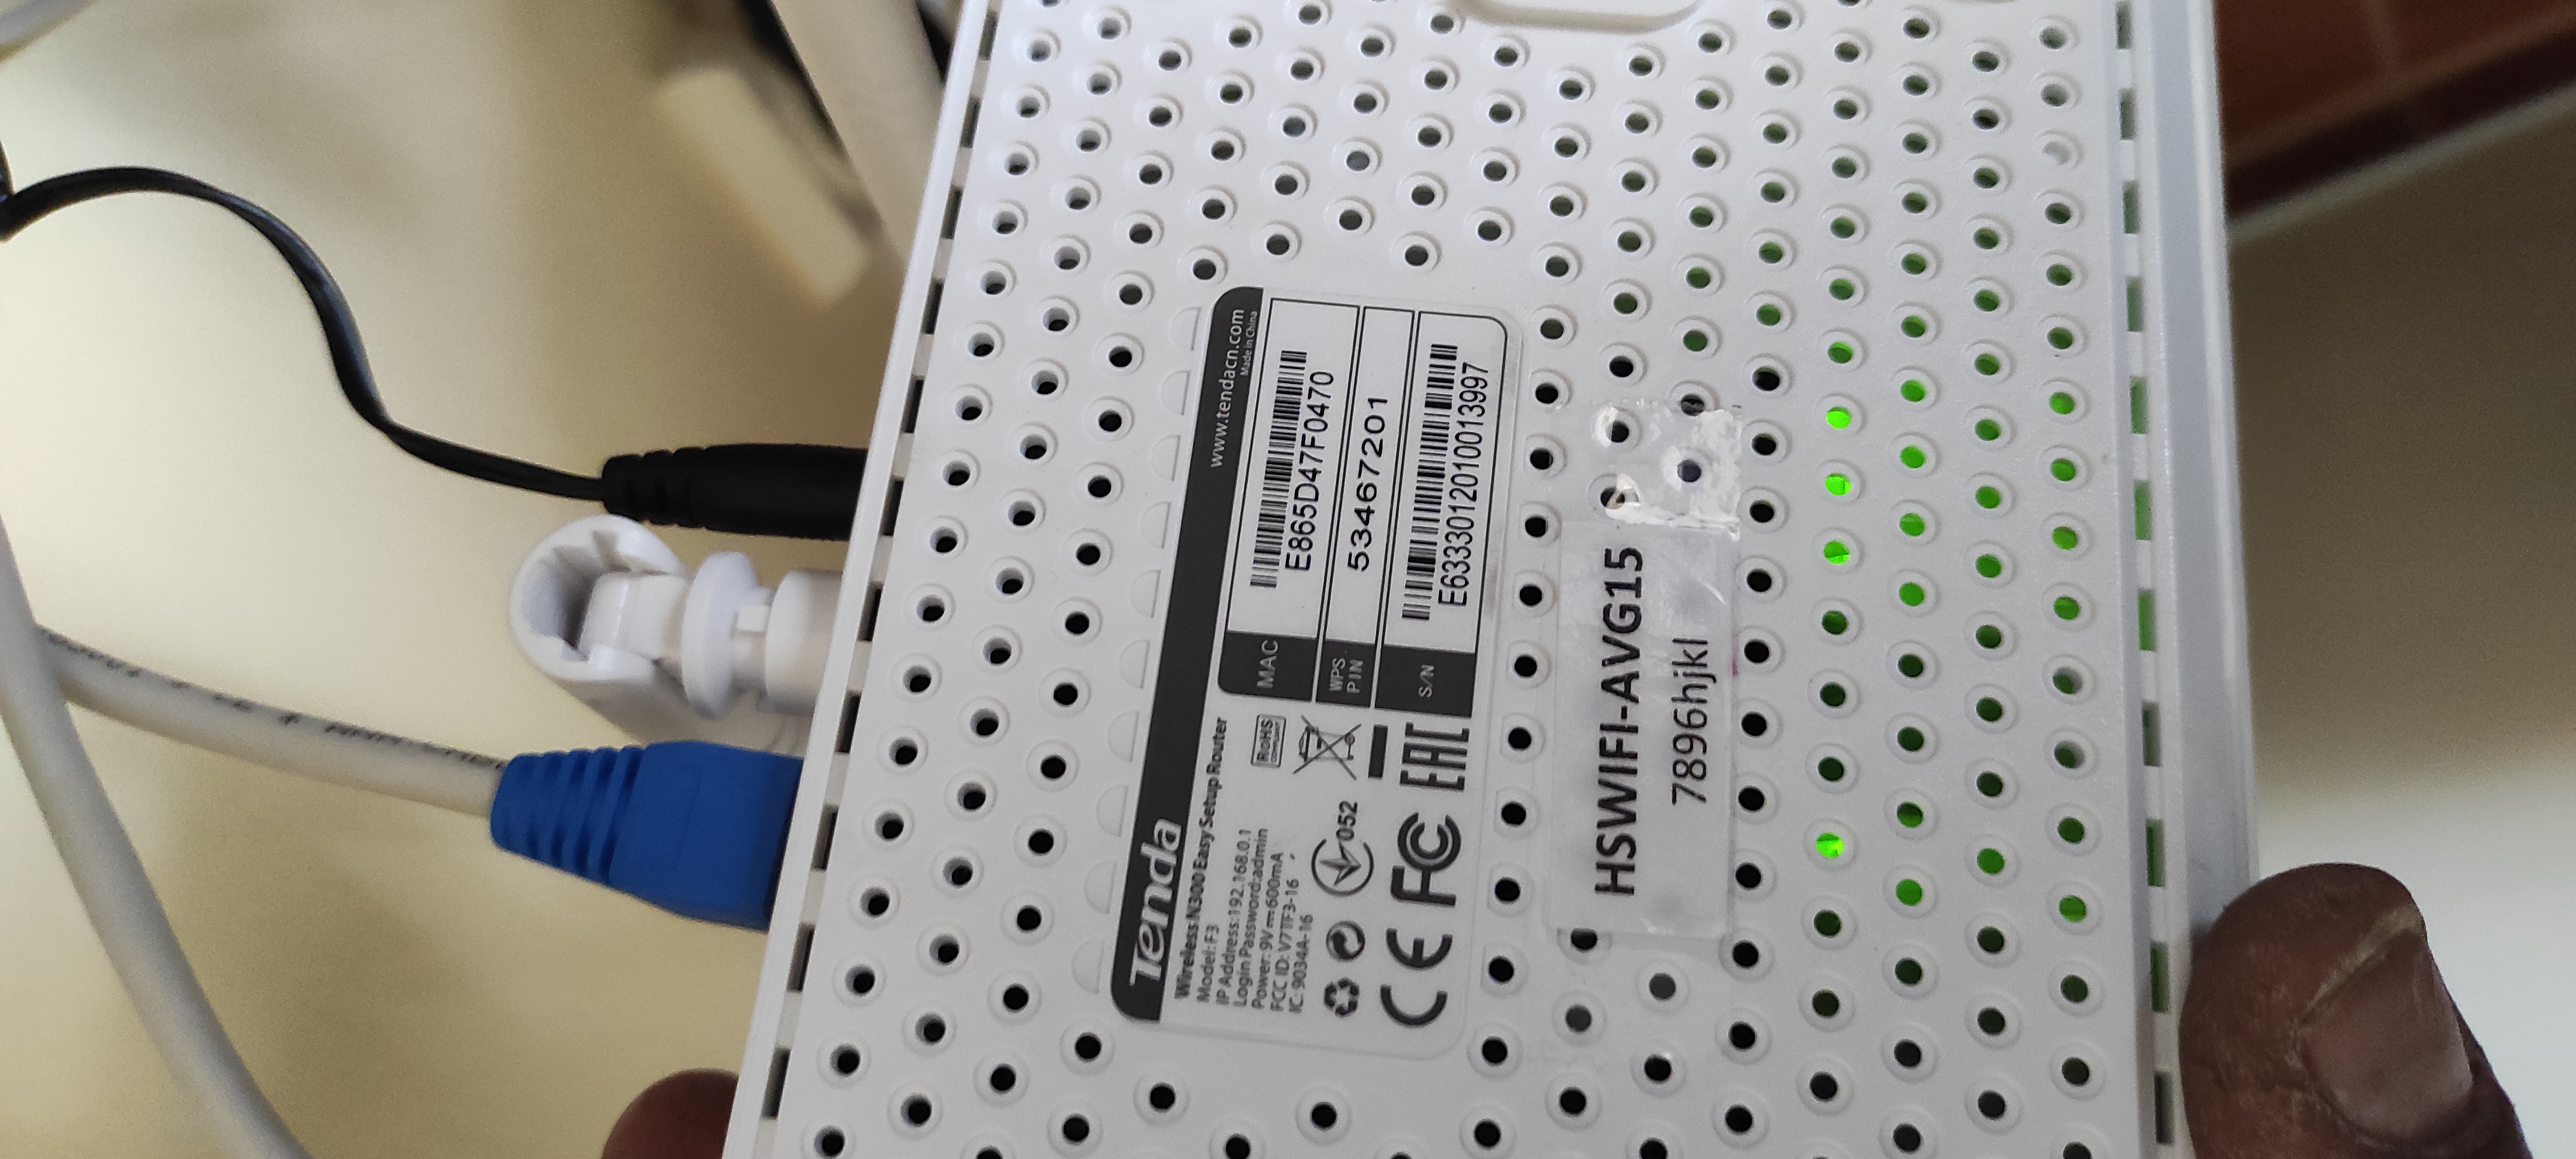 Tenda
www.tendacn.com
Made in China
Wireless N300 Easy Setup Router
Model: F3
IP Address:192.168.0.1
Login Password:admin
Power: 9V⎓600mA
FCC ID: V7TF3-16
IC: 9034A-16
RoHS
052
CE FC EAC
MAC
E865D47F0470
WPS PIN
53467201
S/N
E6333012010013997
HSWIFI-AVG15
7896hjkl